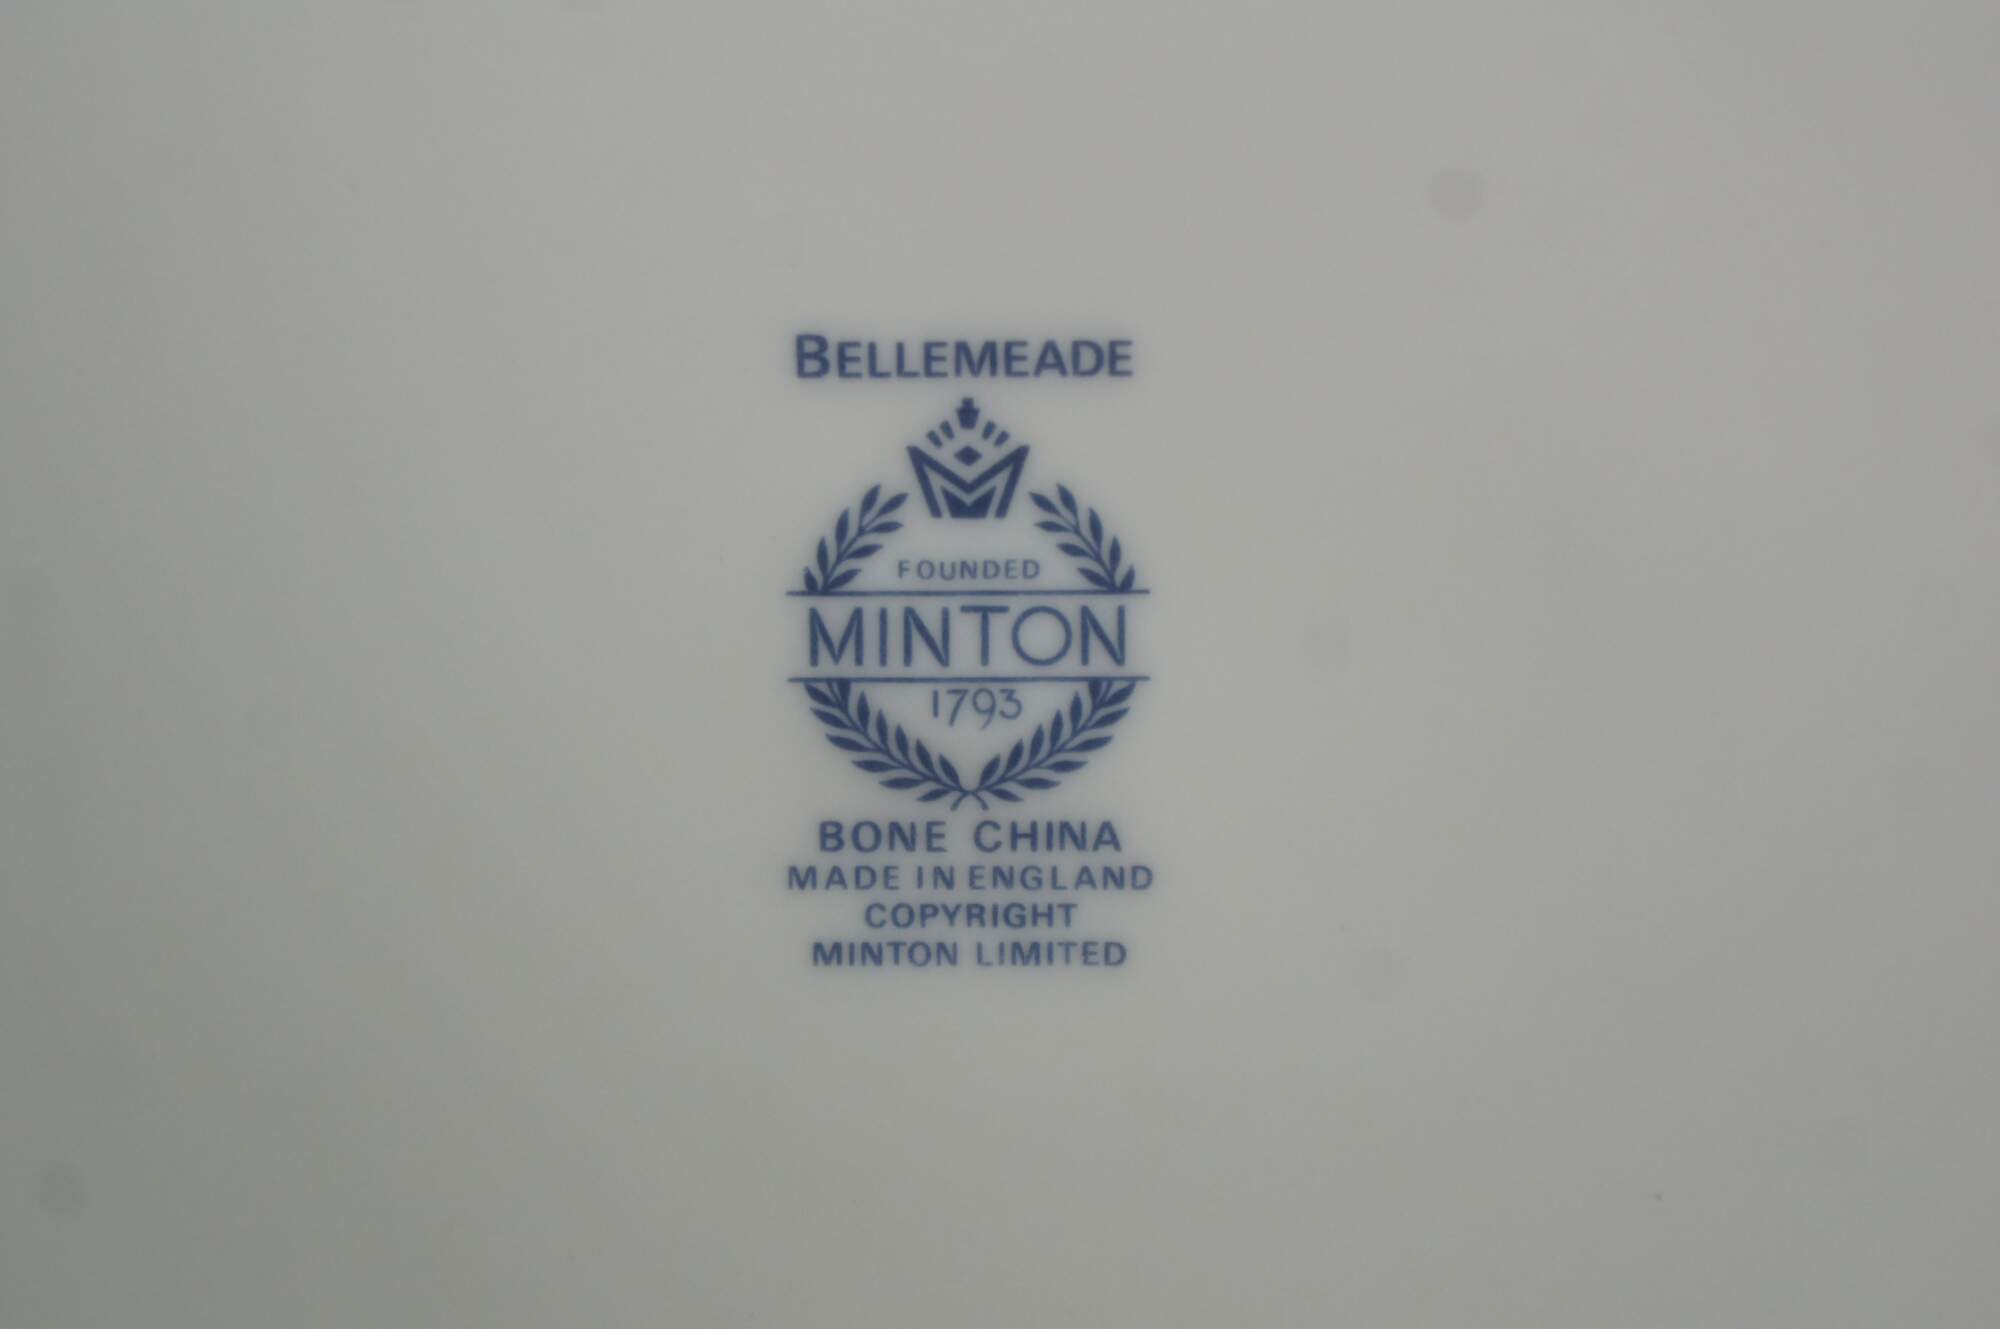 BELLEMEADE
FOUNDED
MINTON
1793
BONE CHINA
MADE IN ENGLAND
COPYRIGHT
MINTON LIMITED